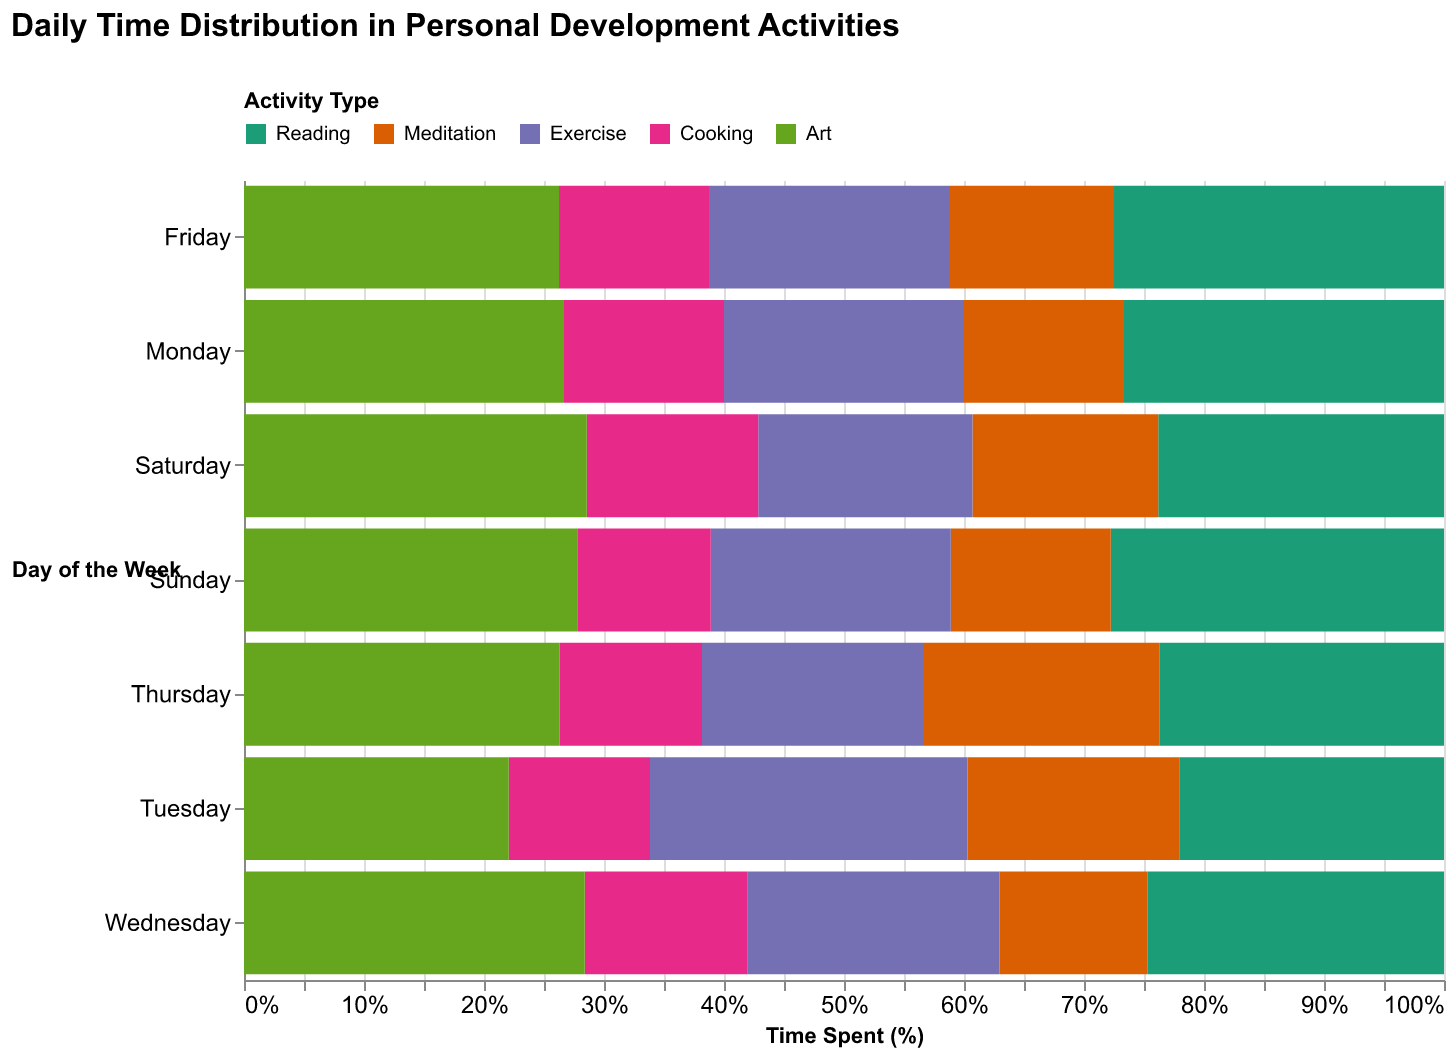 Daily Time Distribution in Personal Development Activities
Activity Type
Reading Meditation Exercise Cooking Art
Friday
Monday
Saturday
Day of the Week
Sunday
Thursday
Tuesday
Wednesday
0% 10% 20% 30% 40% 50% 60% 70% 80% 90% 100%
Time Spent (%)